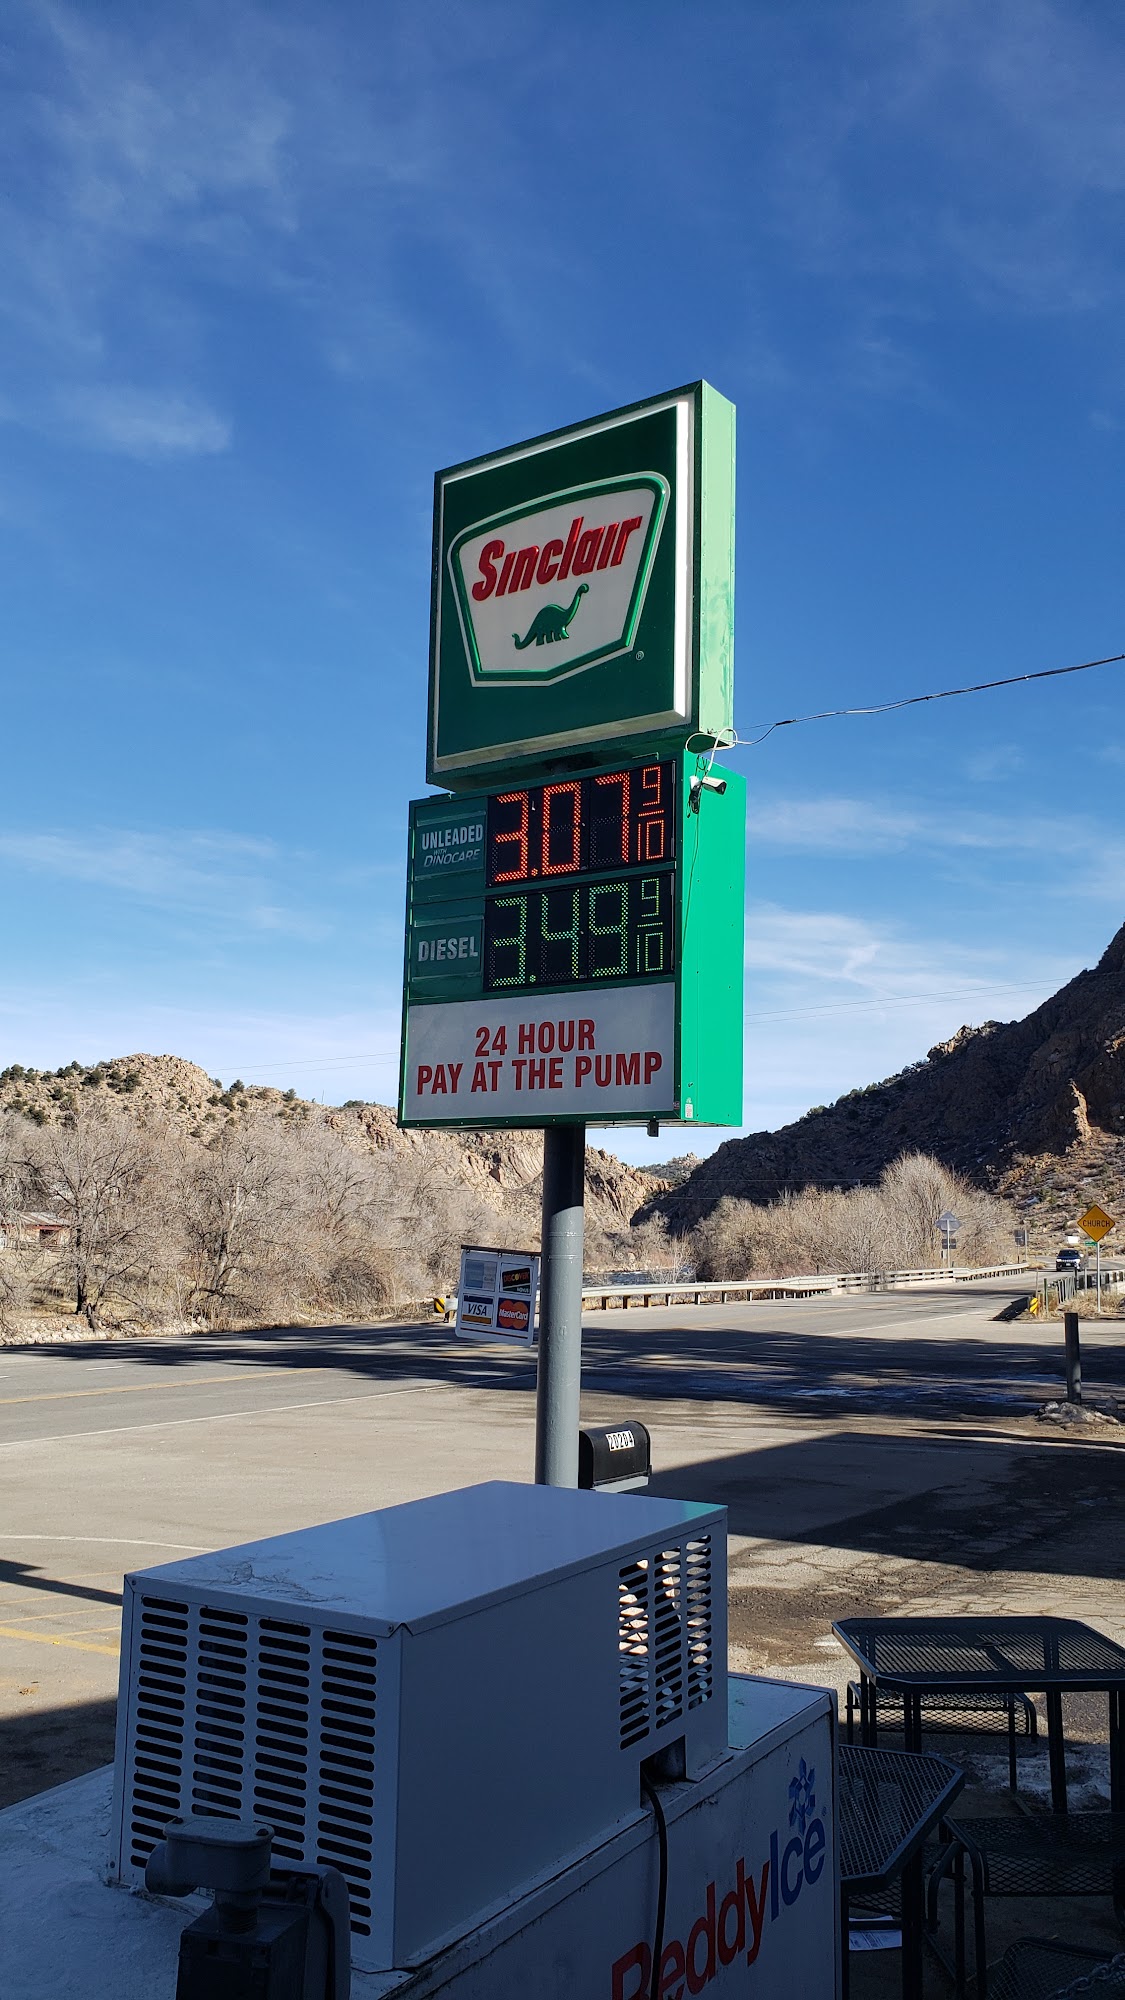 Sinclair
®
UNLEADED
WITH
DINOCARE
3.07 9/10
DIESEL
3.49 9/10
24 HOUR
PAY AT THE PUMP
CHURCH
DISCOVER
VISA
MasterCard
20204
ReddyIce